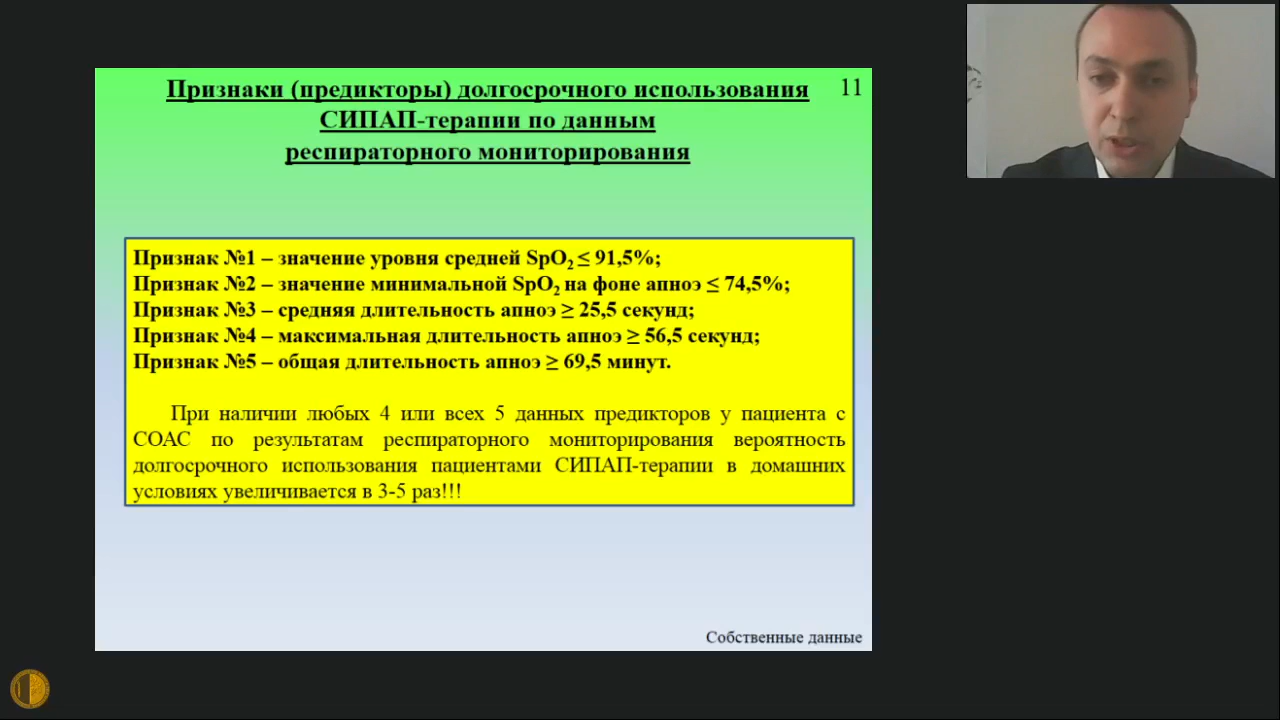 Признаки (предикторы) долгосрочного использования
СИПАП-терапии по данным
респираторного мониторирования
11
Признак №1 – значение уровня средней SpO₂ ≤ 91,5%;
Признак №2 – значение минимальной SpO₂ на фоне апноэ ≤ 74,5%;
Признак №3 – средняя длительность апноэ ≥ 25,5 секунд;
Признак №4 – максимальная длительность апноэ ≥ 56,5 секунд;
Признак №5 – общая длительность апноэ ≥ 69,5 минут.
При наличии любых 4 или всех 5 данных предикторов у пациента с
СОАС по результатам респираторного мониторирования вероятность
долгосрочного использования пациентами СИПАП-терапии в домашних
условиях увеличивается в 3-5 раз!!!
Собственные данные